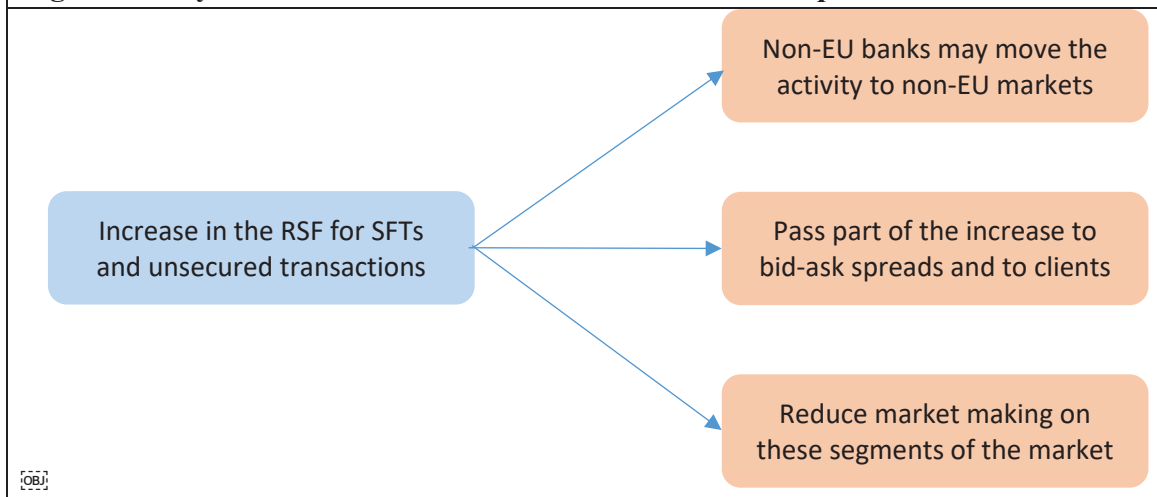 Non-EU banks may move the
activity to non-EU markets
Increase in the RSF for SFTs
and unsecured transactions
Pass part of the increase to
bid-ask spreads and to clients
Reduce market making on
these segments of the market
OBJ